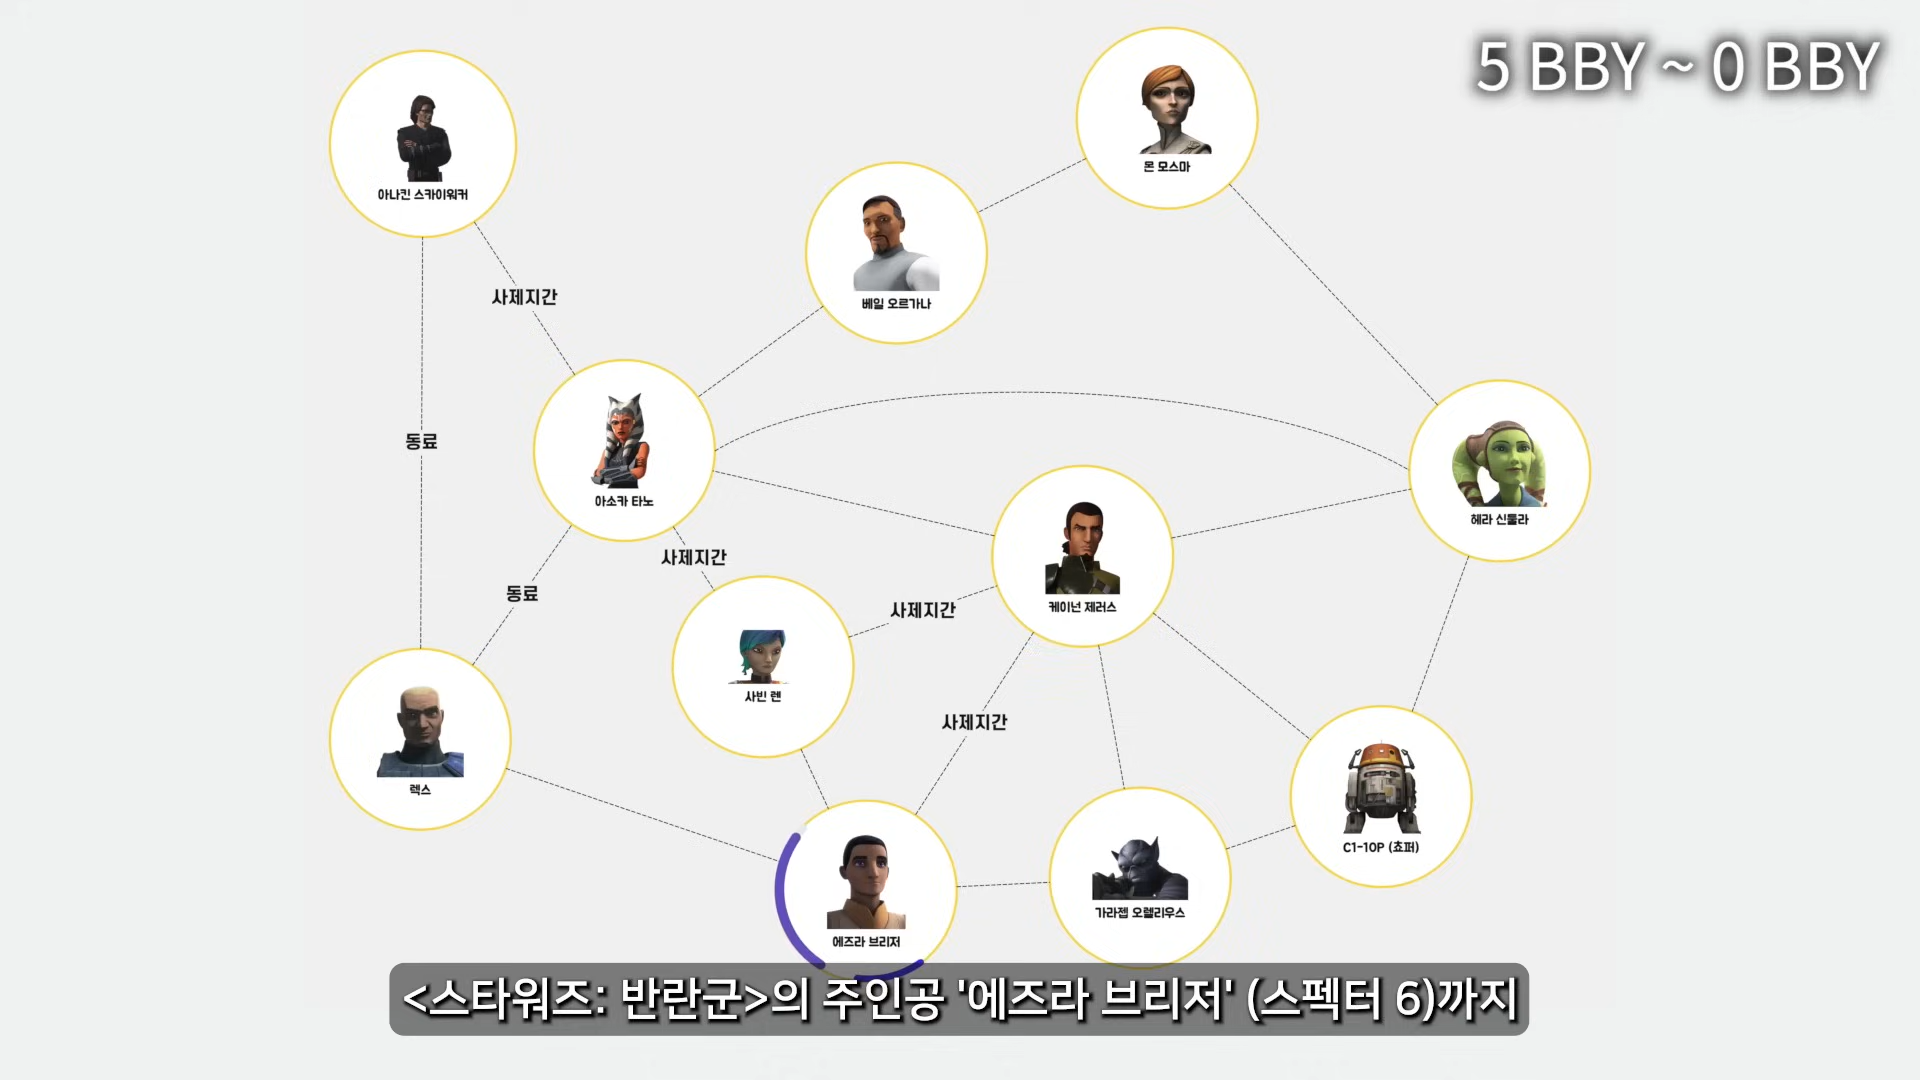 5 BBY ~ 0 BBY
몬 모스마
아나킨 스카이워커
베일 오르가나
사제지간
동료
아소카 타노
헤라 신둘라
사제지간
동료
사제지간
케이넌 제러스
사빈 렌
사제지간
렉스
C1-10P (쵸퍼)
가라젭 오렐리우스
에즈라 브리저
<스타워즈: 반란군>의 주인공 '에즈라 브리저' (스펙터 6)까지